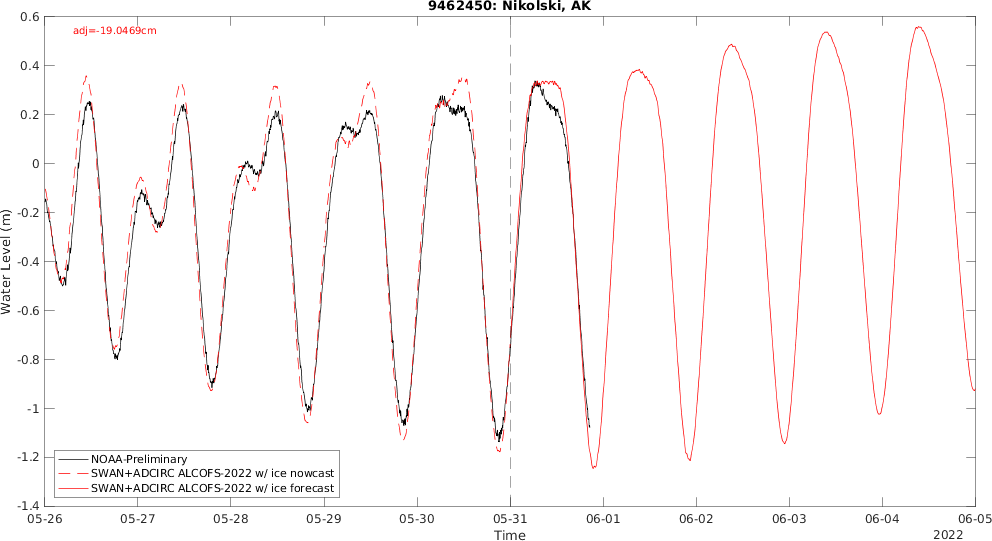 9462450: Nikolski, AK
adj=-19.0469cm
0.6
0.4
0.2
0
-0.2
-0.4
-0.6
-0.8
-1
-1.2
-1.4
Water Level (m)
NOAA-Preliminary
SWAN+ADCIRC ALCOFS-2022 w/ ice nowcast
SWAN+ADCIRC ALCOFS-2022 w/ ice forecast
05-26 05-27 05-28 05-29 05-30 05-31 06-01 06-02 06-03 06-04 06-05
Time
2022